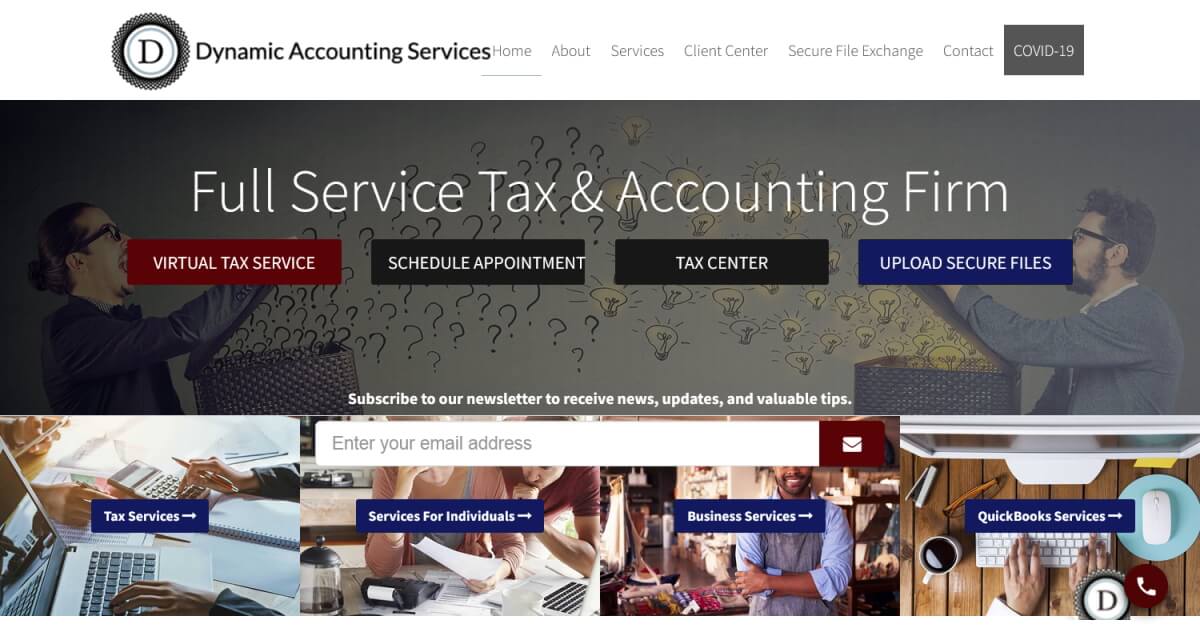 D
Dynamic Accounting Services
Home
About
Services
Client Center
Secure File Exchange
Contact
COVID-19
Full Service Tax & Accounting Firm
VIRTUAL TAX SERVICE
SCHEDULE APPOINTMENT
TAX CENTER
UPLOAD SECURE FILES
Subscribe to our newsletter to receive news, updates, and valuable tips.
Enter your email address
Tax Services
Services For Individuals
Business Services
QuickBooks Services
D